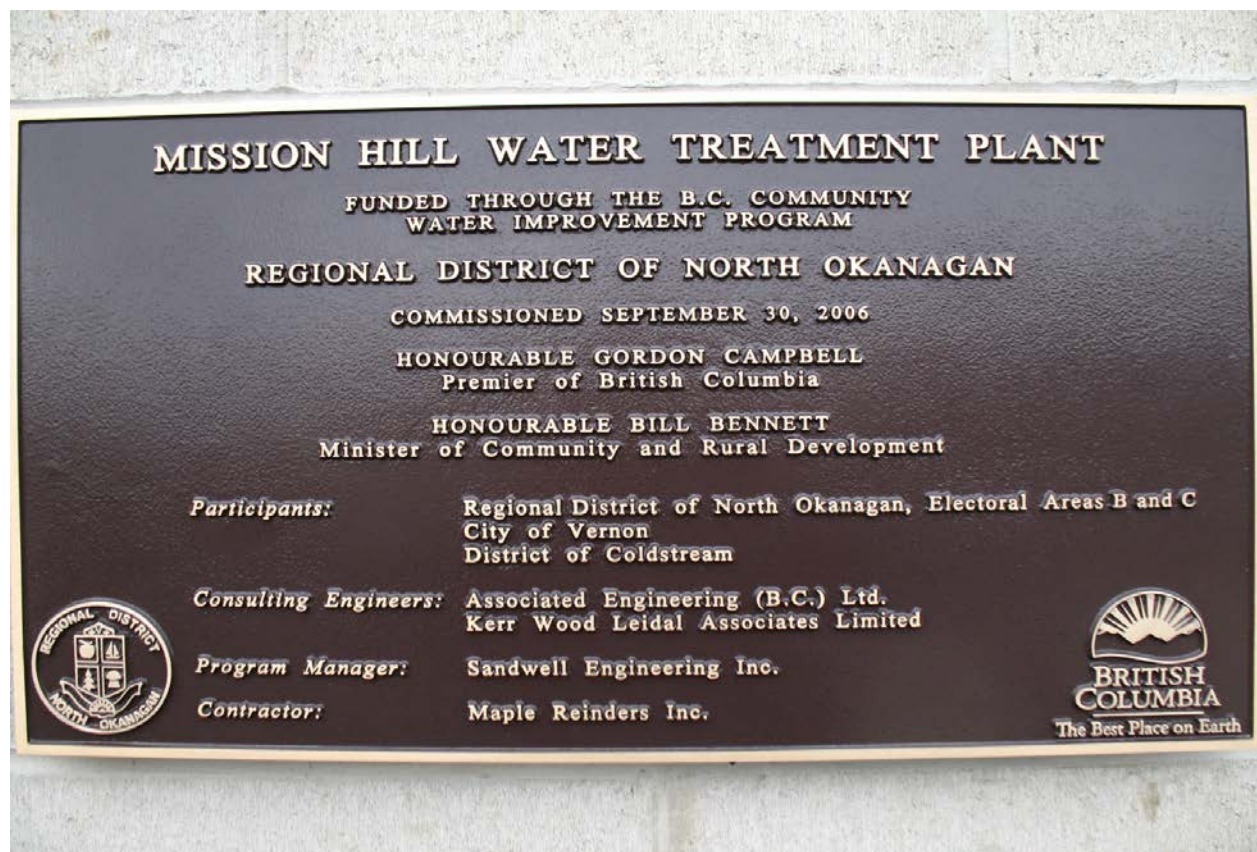 MISSION HILL WATER TREATMENT PLANT
FUNDED THROUGH THE B.C. COMMUNITY
WATER IMPROVEMENT PROGRAM
REGIONAL DISTRICT OF NORTH OKANAGAN
COMMISSIONED SEPTEMBER 30, 2006
HONOURABLE GORDON CAMPBELL
Premier of British Columbia
HONOURABLE BILL BENNETT
Minister of Community and Rural Development
Participants: Regional District of North Okanagan, Electoral Areas B and C
City of Vernon
District of Coldstream
Consulting Engineers: Associated Engineering (B.C.) Ltd.
Kerr Wood Leidal Associates Limited
Program Manager: Sandwell Engineering Inc.
Contractor: Maple Reinders Inc.
REGIONAL DISTRICT
NORTH OKANAGAN
BRITISH
COLUMBIA
The Best Place on Earth